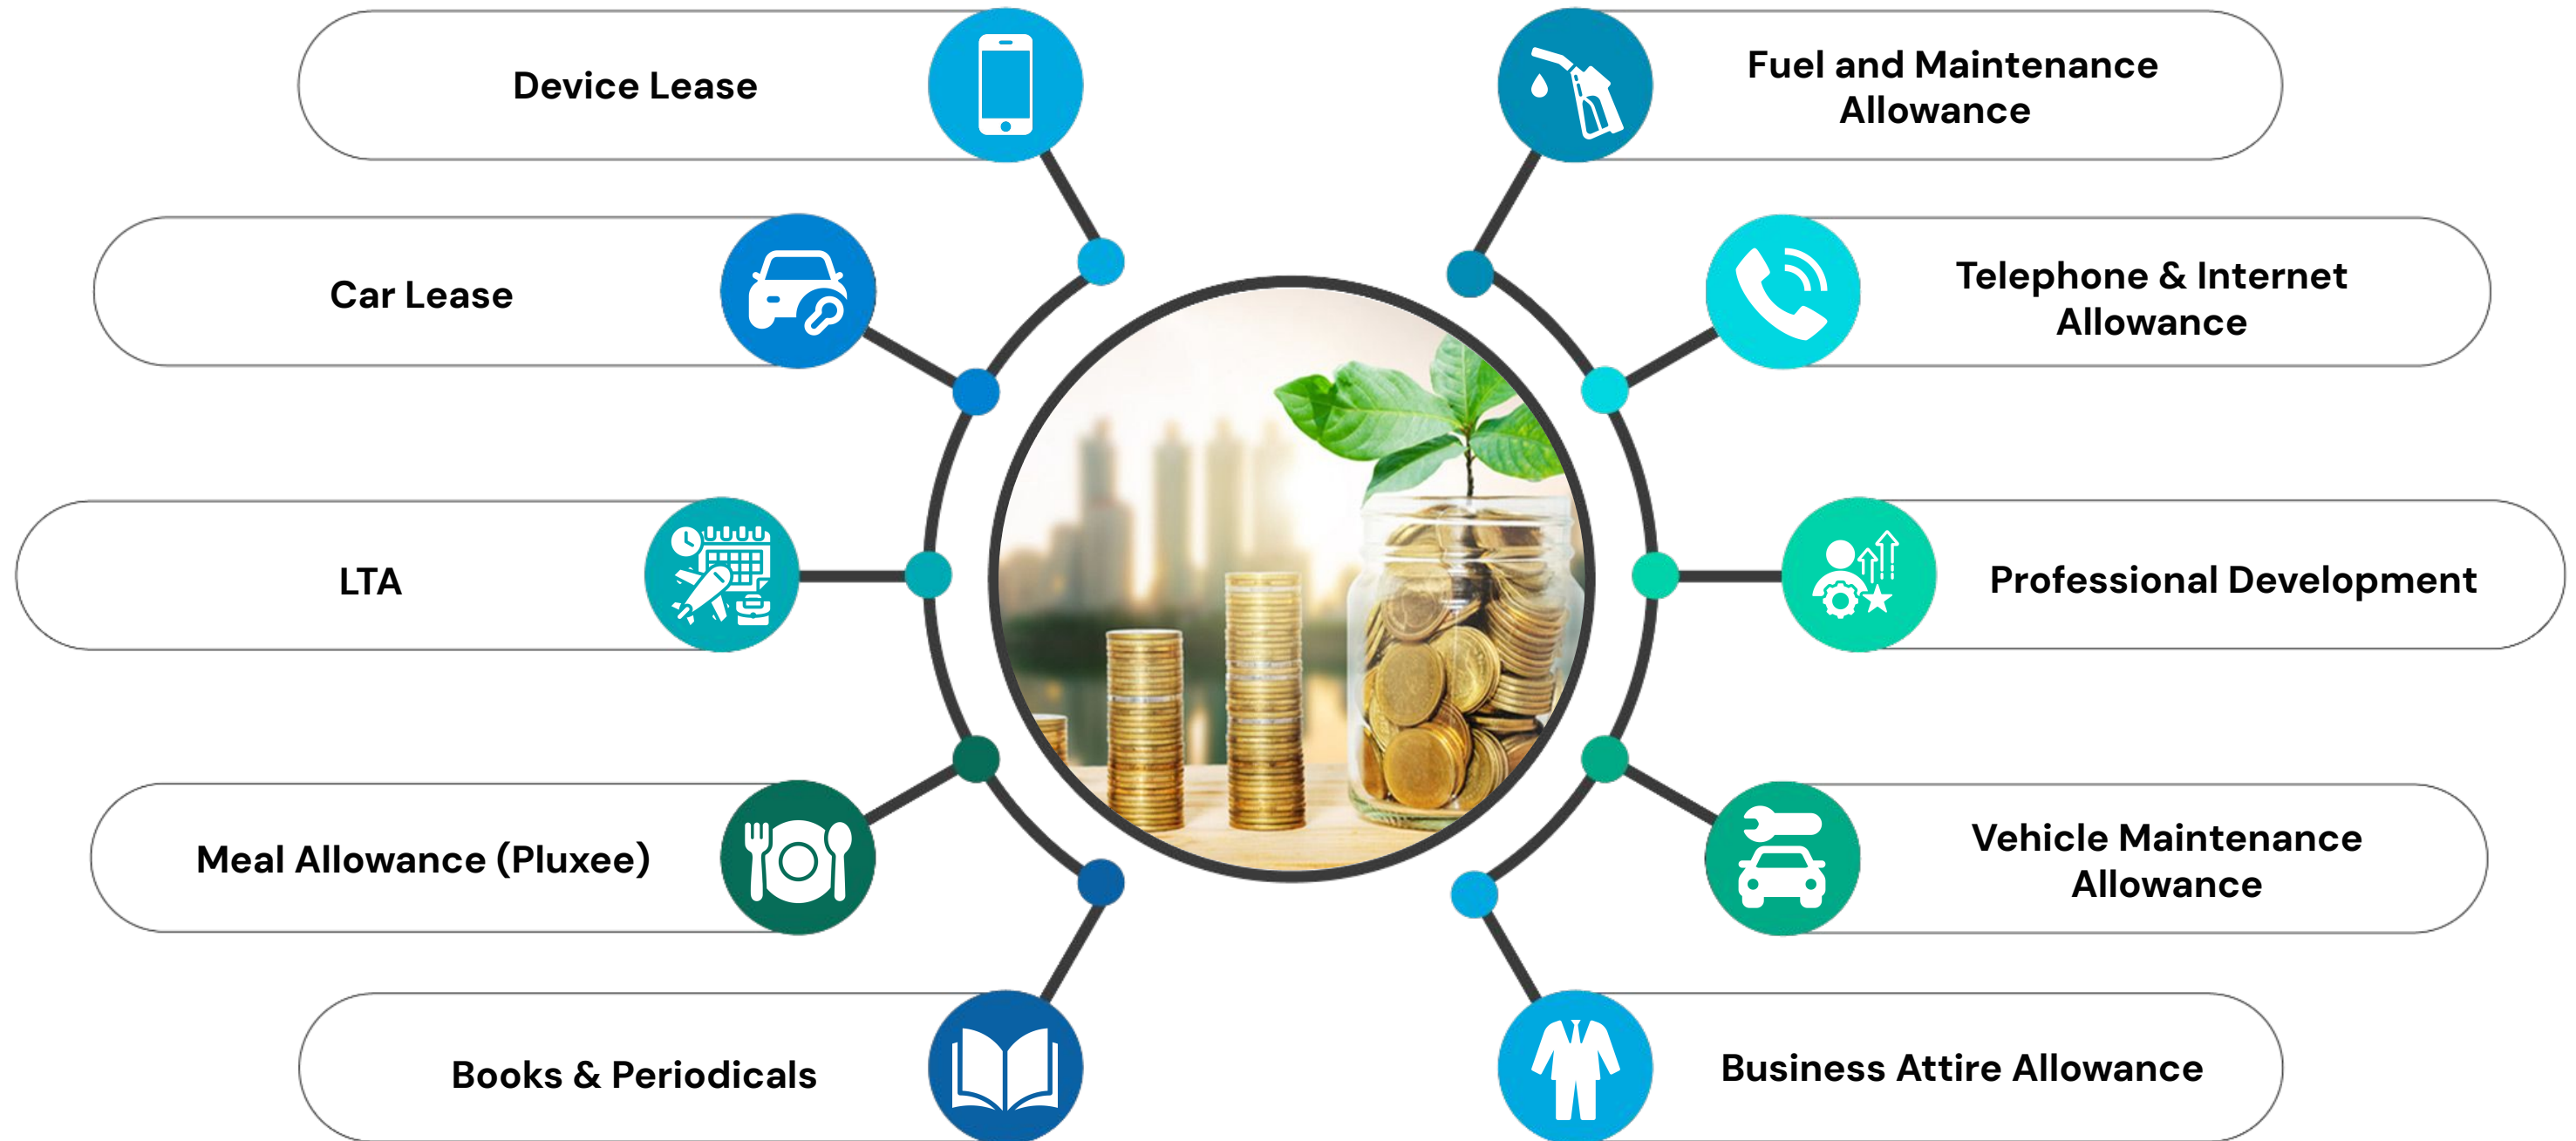 Device Lease
Car Lease
LTA
Meal Allowance (Pluxee)
Books & Periodicals
Fuel and Maintenance
Allowance
Telephone & Internet
Allowance
Professional Development
Vehicle Maintenance
Allowance
Business Attire Allowance